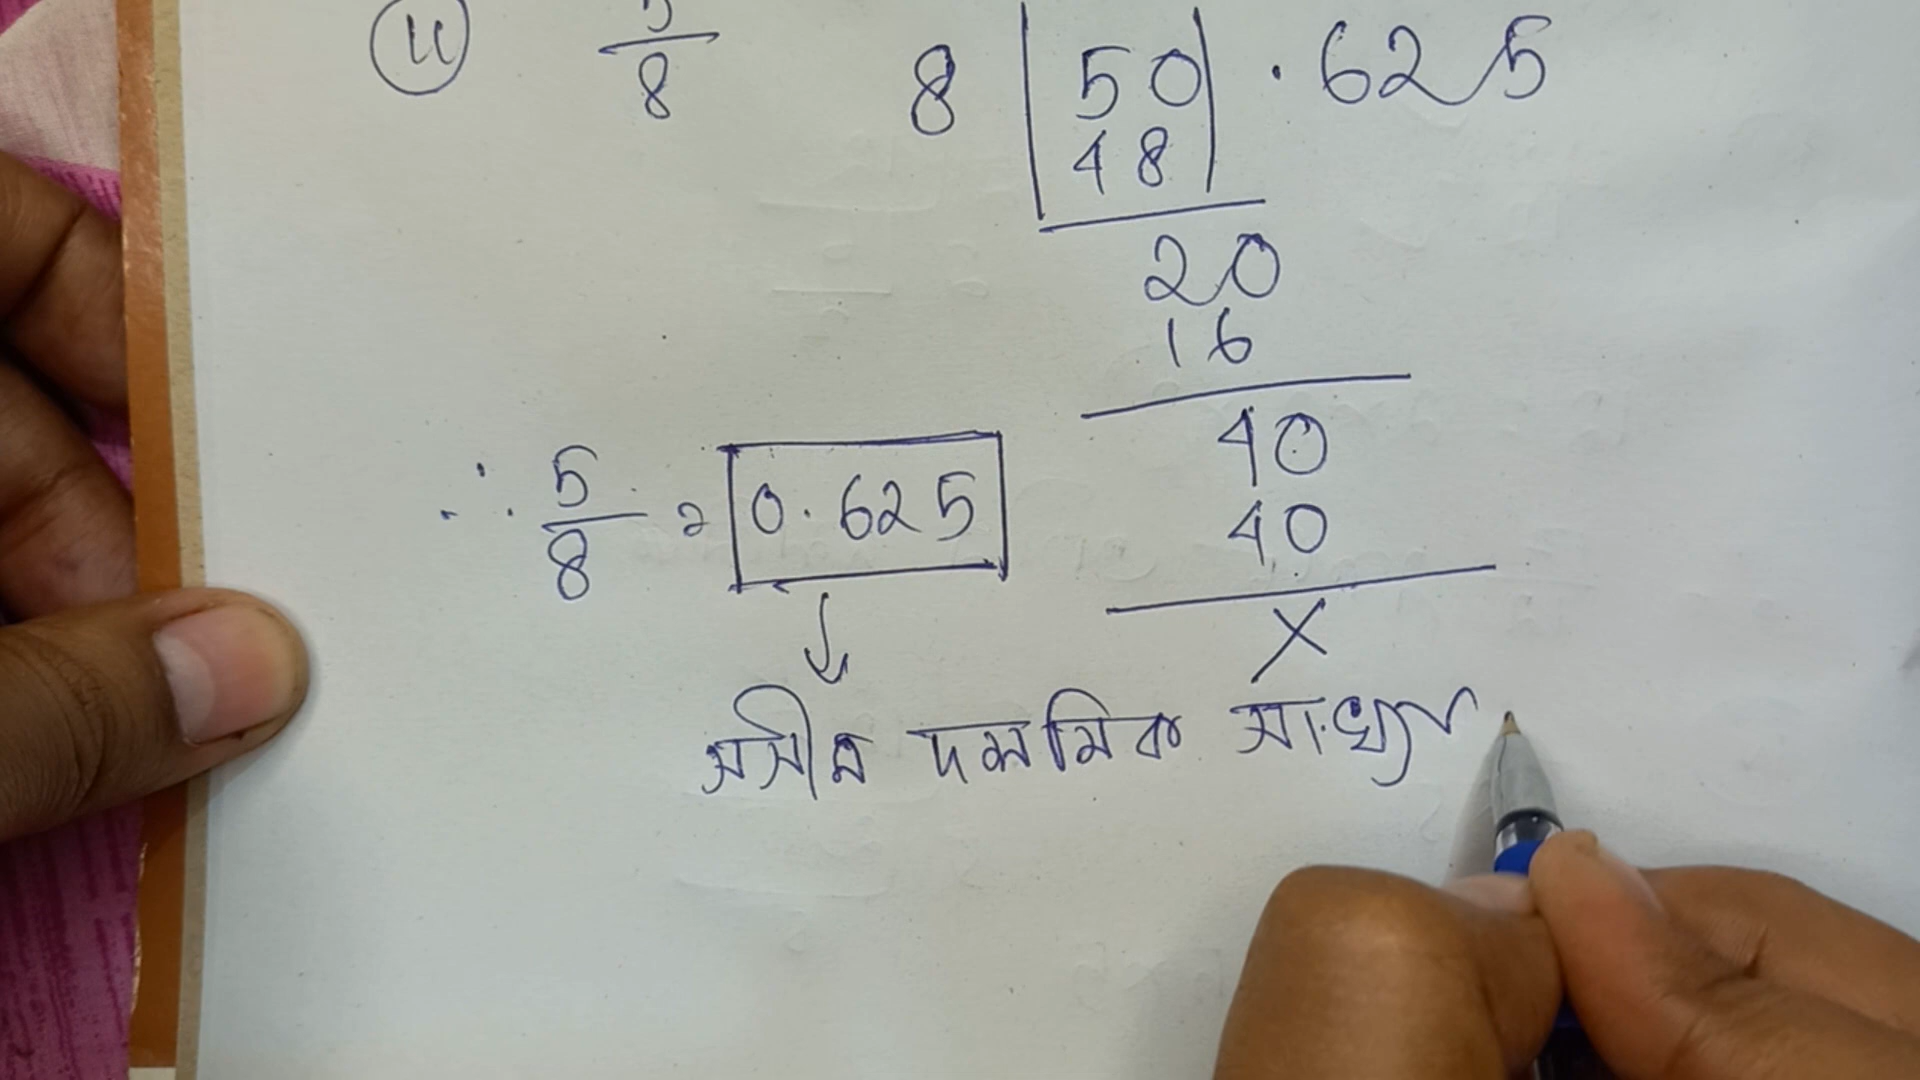 (ii) 5/8 8 | 50 | .625
48
20
16
40
∴ 5/8 = 0.625
40
×
সসীম দশমিক সংখ্যা